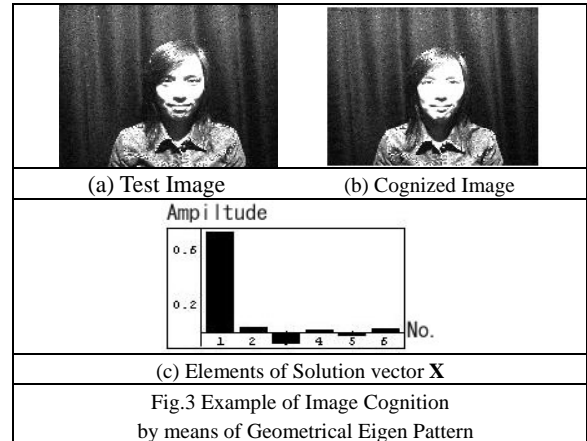 (a) Test Image
(b) Cognized Image
Ampiltude
0.6
0.2
1 2 3 4 5 6
No.
(c) Elements of Solution vector X
Fig.3 Example of Image Cognition
by means of Geometrical Eigen Pattern